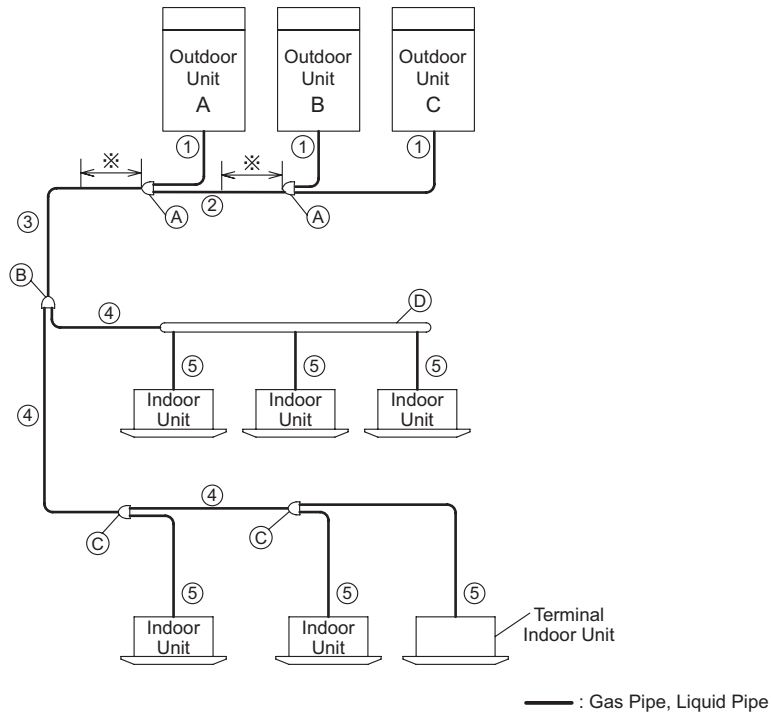 Outdoor
Unit
A
Outdoor
Unit
B
Outdoor
Unit
C
①
①
①
※
※
Ⓐ
②
Ⓐ
③
Ⓑ
④
Ⓓ
⑤
⑤
⑤
Indoor
Unit
Indoor
Unit
Indoor
Unit
④
④
Ⓒ
Ⓒ
⑤
⑤
⑤
Indoor
Unit
Indoor
Unit
Terminal
Indoor Unit
: Gas Pipe, Liquid Pipe